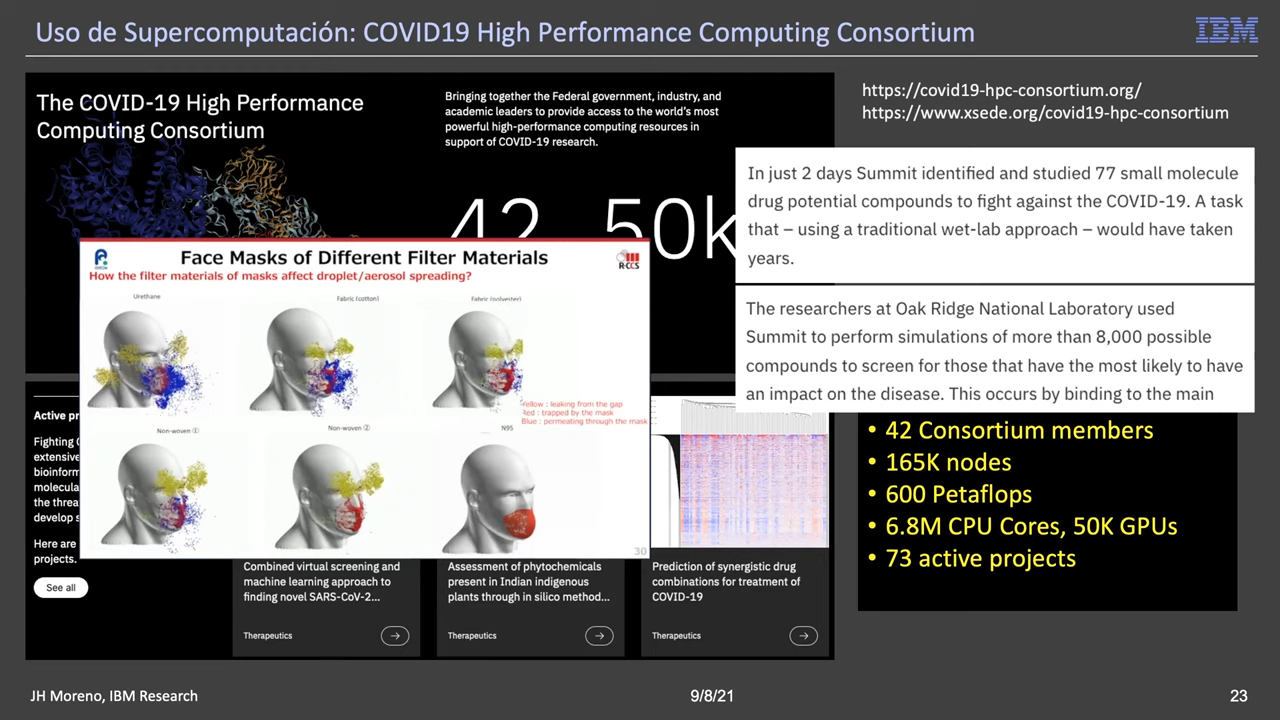 Uso de Supercomputación: COVID19 High Performance Computing Consortium
IBM
The COVID-19 High Performance
Computing Consortium
Bringing together the Federal government, industry, and
academic leaders to provide access to the world's most
powerful high-performance computing resources in
support of COVID-19 research.
42 50k
https://covid19-hpc-consortium.org/
https://www.xsede.org/covid19-hpc-consortium
In just 2 days Summit identified and studied 77 small molecule
drug potential compounds to fight against the COVID-19. A task
that – using a traditional wet-lab approach – would have taken
years.
The researchers at Oak Ridge National Laboratory used
Summit to perform simulations of more than 8,000 possible
compounds to screen for those that have the most likely to have
an impact on the disease. This occurs by binding to the main
Face Masks of Different Filter Materials
R-CCS
How the filter materials of masks affect droplet/aerosol spreading?
Urethane
Fabric (cotton)
Fabric (polyester)
Yellow : leaking from the gap
Red : trapped by the mask
Blue : permeating through the mask
Non-woven ①
Non-woven ②
N95
30
Active pr
Fighting
extensive
bioinform
molecula
the threa
develop s
Here are
projects.
See all
Combined virtual screening and
machine learning approach to
finding novel SARS-CoV-2...
Therapeutics
Assessment of phytochemicals
present in Indian indigenous
plants through in silico method...
Therapeutics
Prediction of synergistic drug
combinations for treatment of
COVID-19
Therapeutics
• 42 Consortium members
• 165K nodes
• 600 Petaflops
• 6.8M CPU Cores, 50K GPUs
• 73 active projects
JH Moreno, IBM Research
9/8/21
23